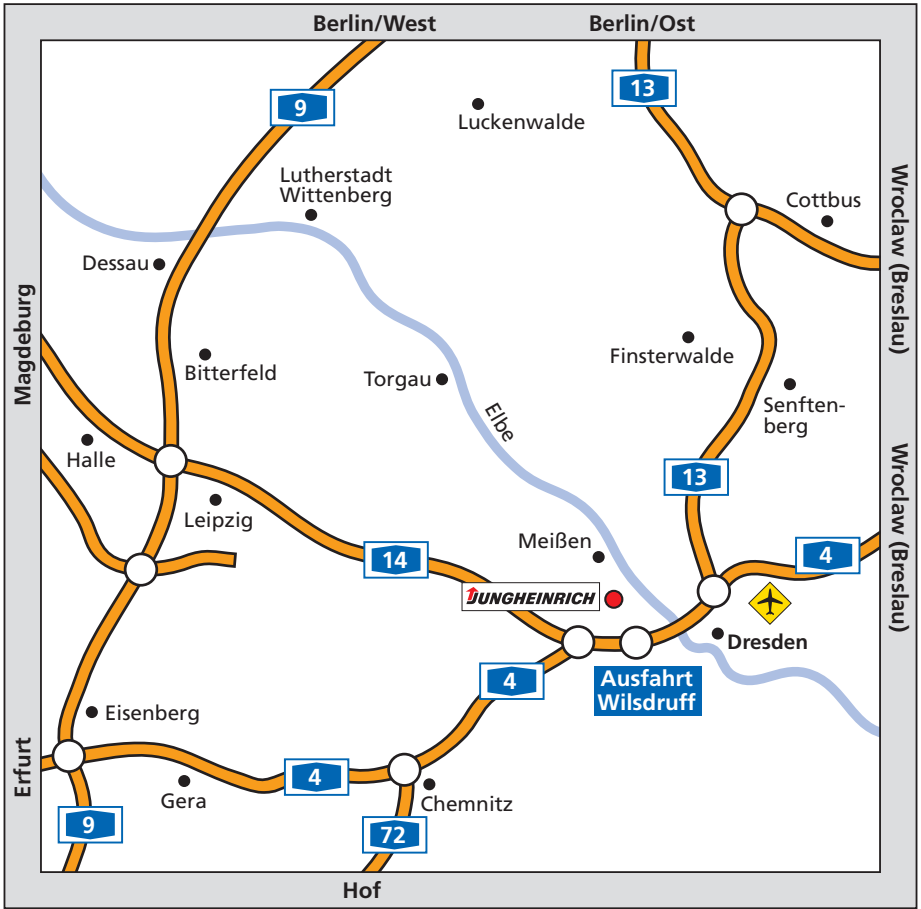 Berlin/West
Berlin/Ost
9
13
Luckenwalde
Lutherstadt
Wittenberg
Cottbus
Wroclaw (Breslau)
Dessau
Magdeburg
Bitterfeld
Torgau
Finsterwalde
Senften-
berg
Elbe
Halle
Leipzig
13
Wroclaw (Breslau)
14
Meißen
4
JUNGHEINRICH
Dresden
4
Ausfahrt
Wilsdruff
Eisenberg
Erfurt
4
Gera
Chemnitz
9
72
Hof